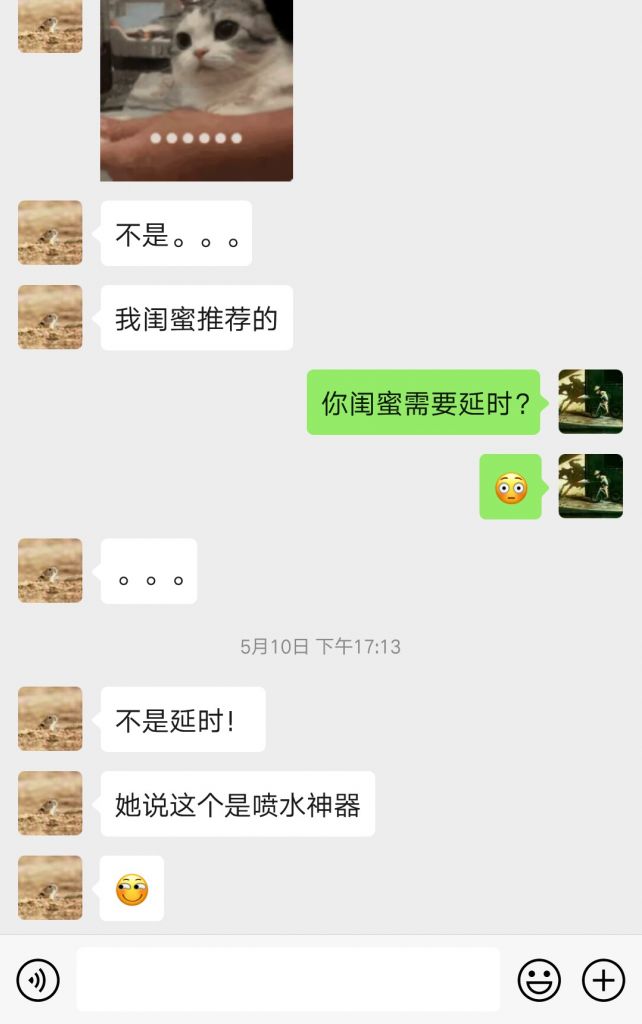 不是。。。
我闺蜜推荐的
你闺蜜需要延时?
。。。
5月10日 下午17:13
不是延时!
她说这个是喷水神器